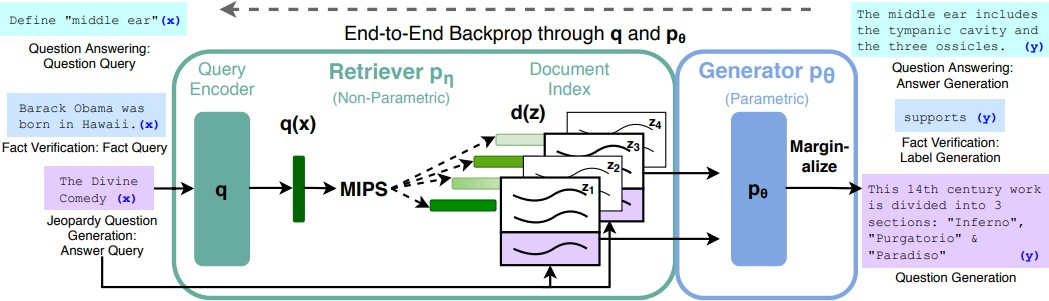 Define "middle ear"(x)
Question Answering:
Question Query
Barack Obama was
born in Hawaii.(x)
Fact Verification: Fact Query
The Divine
Comedy (x)
Jeopardy Question
Generation:
Answer Query
End-to-End Backprop through q and pθ
Query
Encoder
q
q(x)
Retriever pη
(Non-Parametric)
MIPS
Document
Index
d(z)
z4
z3
z2
z1
Generator pθ
(Parametric)
pθ
Margin-
alize
The middle ear includes
the tympanic cavity and
the three ossicles. (y)
Question Answering:
Answer Generation
supports (y)
Fact Verification:
Label Generation
This 14th century work
is divided into 3
sections: "Inferno",
"Purgatorio" &
"Paradiso" (y)
Question Generation